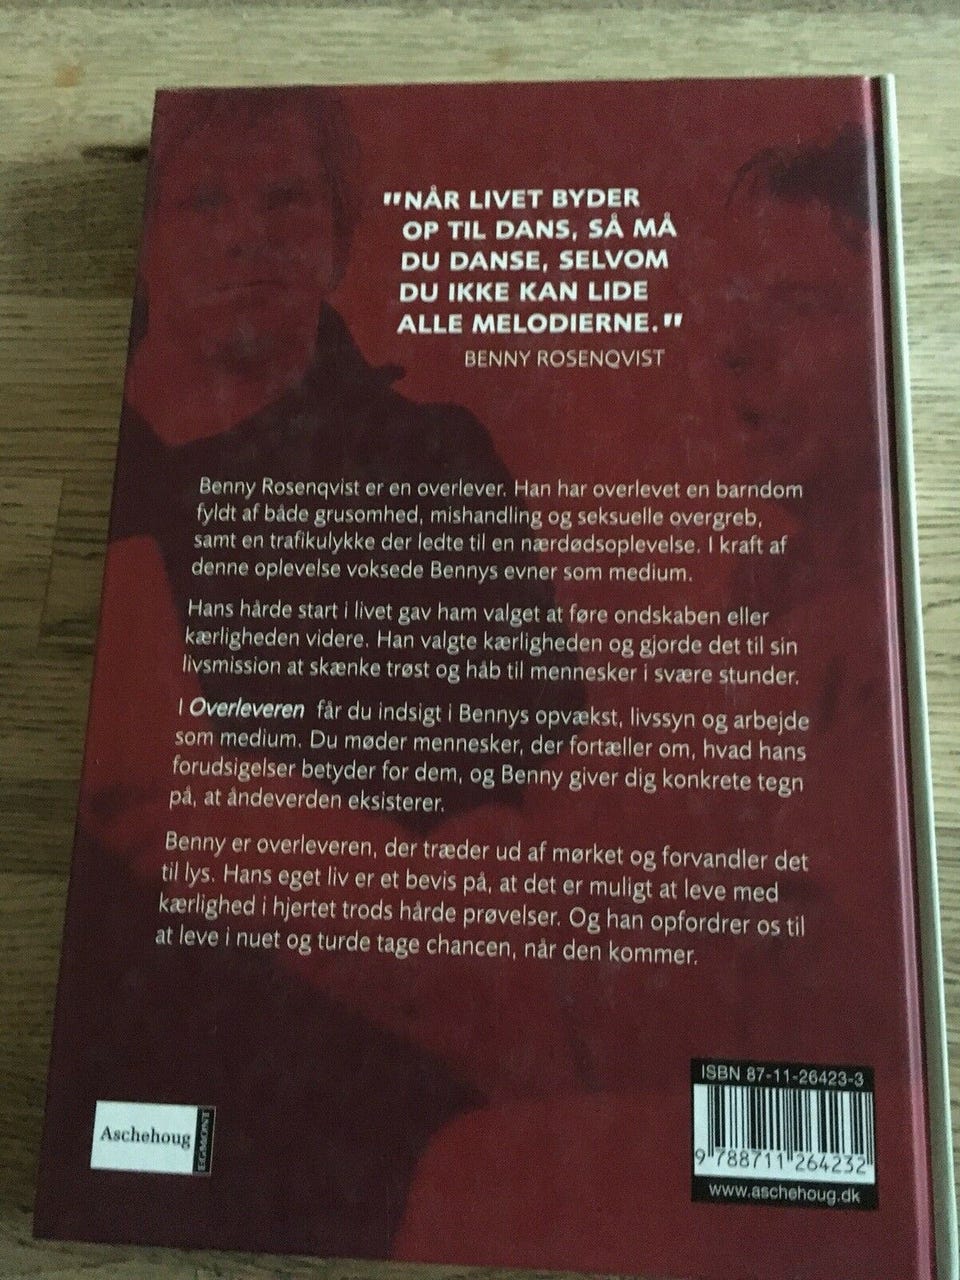 "NÅR LIVET BYDER
OP TIL DANS, SÅ MÅ
DU DANSE, SELVOM
DU IKKE KAN LIDE
ALLE MELODIERNE."
BENNY ROSENQVIST
Benny Rosenqvist er en overlever. Han har overlevet en barndom
fyldt af både grusomhed, mishandling og seksuelle overgreb,
samt en trafikulykke der ledte til en nærdødsoplevelse. I kraft af
denne oplevelse voksede Bennys evner som medium.
Hans hårde start i livet gav ham valget at føre ondskaben eller
kærligheden videre. Han valgte kærligheden og gjorde det til sin
livsmission at skænke trøst og håb til mennesker i svære stunder.
I Overleveren får du indsigt i Bennys opvækst, livssyn og arbejde
som medium. Du møder mennesker, der fortæller om, hvad hans
forudsigelser betyder for dem, og Benny giver dig konkrete tegn
på, at åndeverden eksisterer.
Benny er overleveren, der træder ud af mørket og forvandler det
til lys. Hans eget liv er et bevis på, at det er muligt at leve med
kærlighed i hjertet trods hårde prøvelser. Og han opfordrer os til
at leve i nuet og turde tage chancen, når den kommer.
Aschehoug
EGMONT
ISBN 87-11-26423-3
9 788711 264232
www.aschehoug.dk